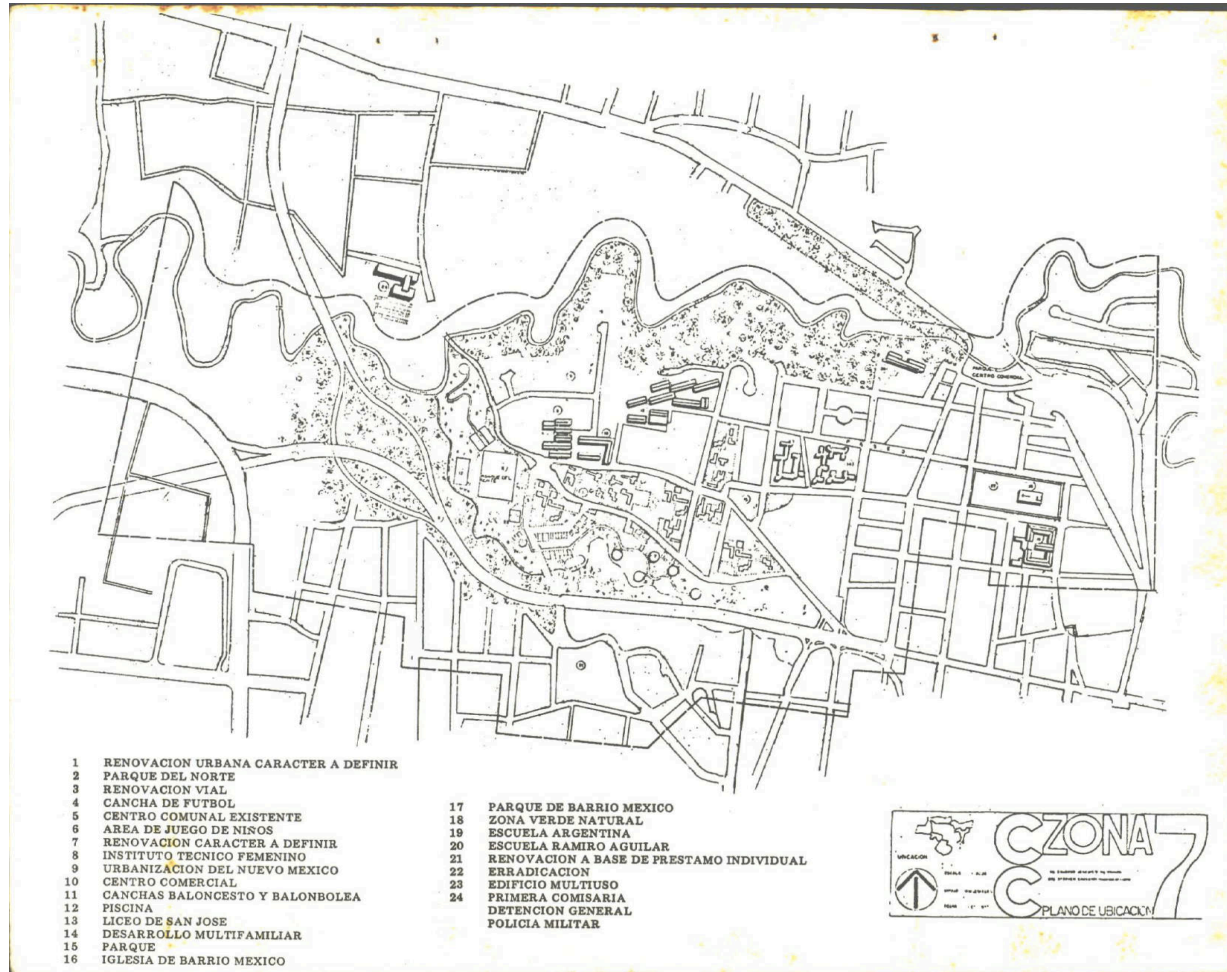 PARQUE
CENTRO COMERCIAL
1 RENOVACION URBANA CARACTER A DEFINIR
2 PARQUE DEL NORTE
3 RENOVACION VIAL
4 CANCHA DE FUTBOL
5 CENTRO COMUNAL EXISTENTE
6 AREA DE JUEGO DE NIÑOS
7 RENOVACION CARACTER A DEFINIR
8 INSTITUTO TECNICO FEMENINO
9 URBANIZACION DEL NUEVO MEXICO
10 CENTRO COMERCIAL
11 CANCHAS BALONCESTO Y BALONBOLEA
12 PISCINA
13 LICEO DE SAN JOSE
14 DESARROLLO MULTIFAMILIAR
15 PARQUE
16 IGLESIA DE BARRIO MEXICO
17 PARQUE DE BARRIO MEXICO
18 ZONA VERDE NATURAL
19 ESCUELA ARGENTINA
20 ESCUELA RAMIRO AGUILAR
21 RENOVACION A BASE DE PRESTAMO INDIVIDUAL
22 ERRADICACION
23 EDIFICIO MULTIUSO
24 PRIMERA COMISARIA
DETENCION GENERAL
POLICIA MILITAR
UBICACION
CC ZONA 7
PLANO DE UBICACION